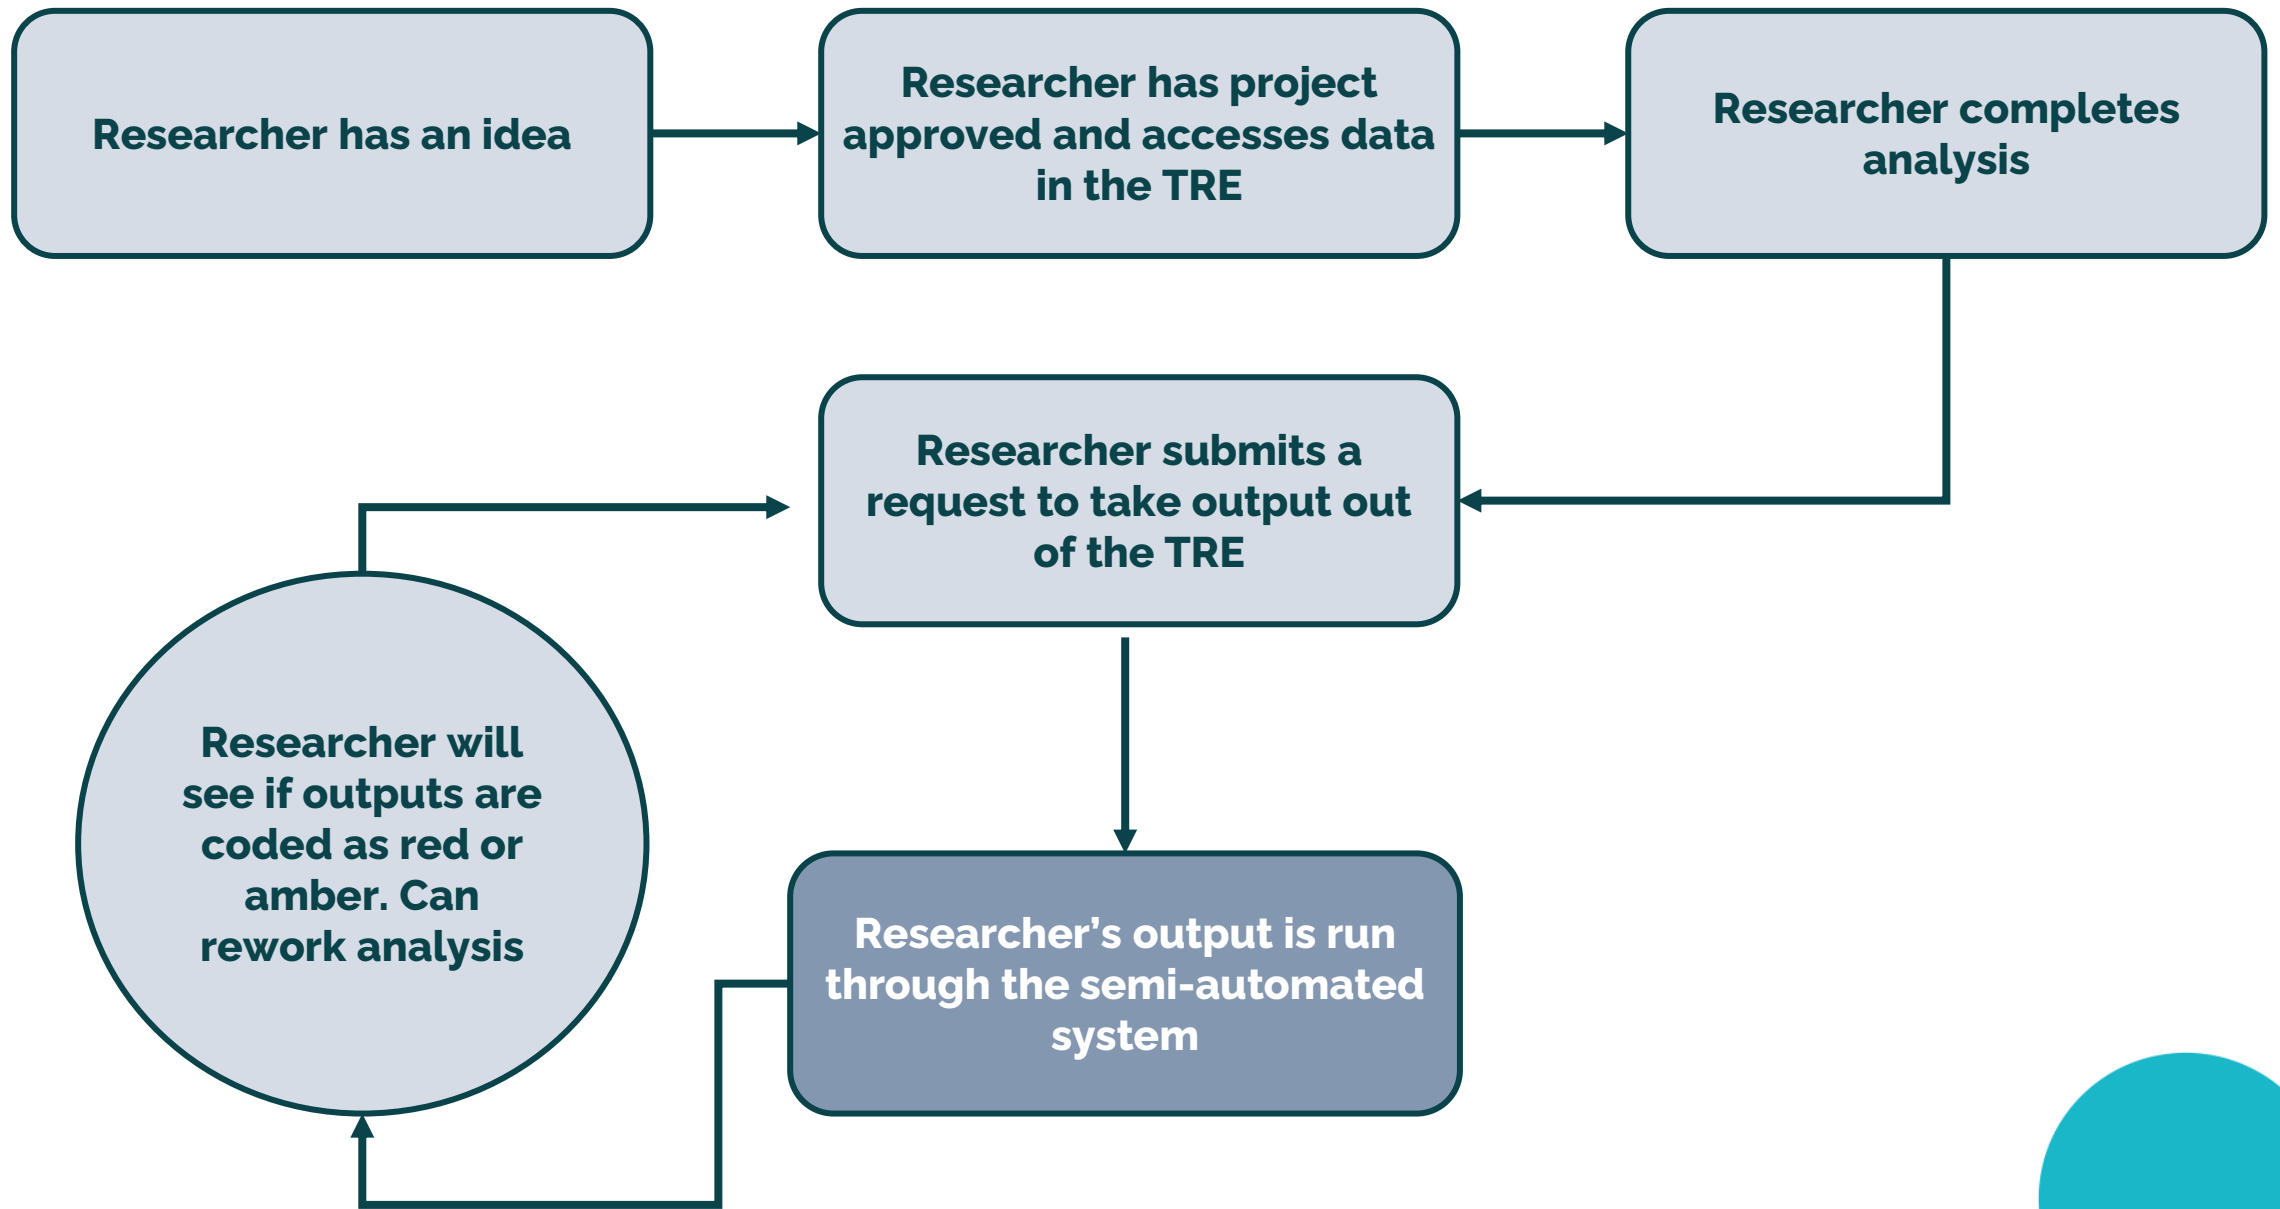 Researcher has an idea
Researcher has project
approved and accesses data
in the TRE
Researcher completes
analysis
Researcher submits a
request to take output out
of the TRE
Researcher’s output is run
through the semi-automated
system
Researcher will
see if outputs are
coded as red or
amber. Can
rework analysis